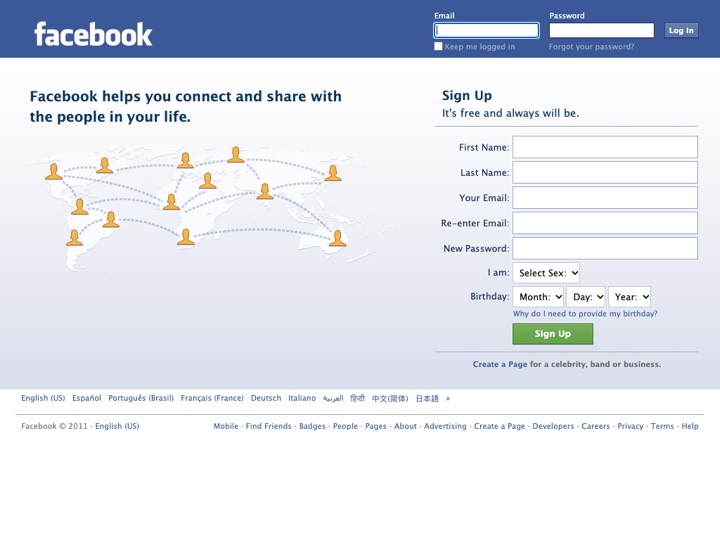 facebook
Email
Password
Log In
Keep me logged in
Forgot your password?
Facebook helps you connect and share with
the people in your life.
Sign Up
It's free and always will be.
First Name:
Last Name:
Your Email:
Re-enter Email:
New Password:
I am: Select Sex:
Birthday: Month: Day: Year:
Why do I need to provide my birthday?
Sign Up
Create a Page for a celebrity, band or business.
English (US) Español Português (Brasil) Français (France) Deutsch Italiano العربية हिन्दी 中文(简体) 日本語 »
Facebook © 2011 · English (US)
Mobile · Find Friends · Badges · People · Pages · About · Advertising · Create a Page · Developers · Careers · Privacy · Terms · Help